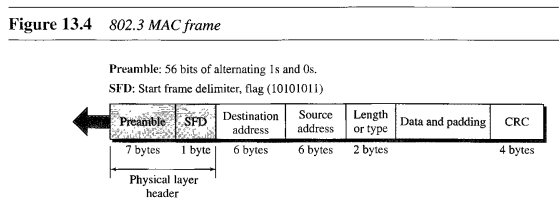 Figure 13.4 802.3 MAC frame
Preamble: 56 bits of alternating 1s and 0s.
SFD: Start frame delimiter, flag (10101011)
Preamble SFD Destination address Source address Length or type Data and padding CRC
7 bytes 1 byte 6 bytes 6 bytes 2 bytes 4 bytes
Physical layer
header